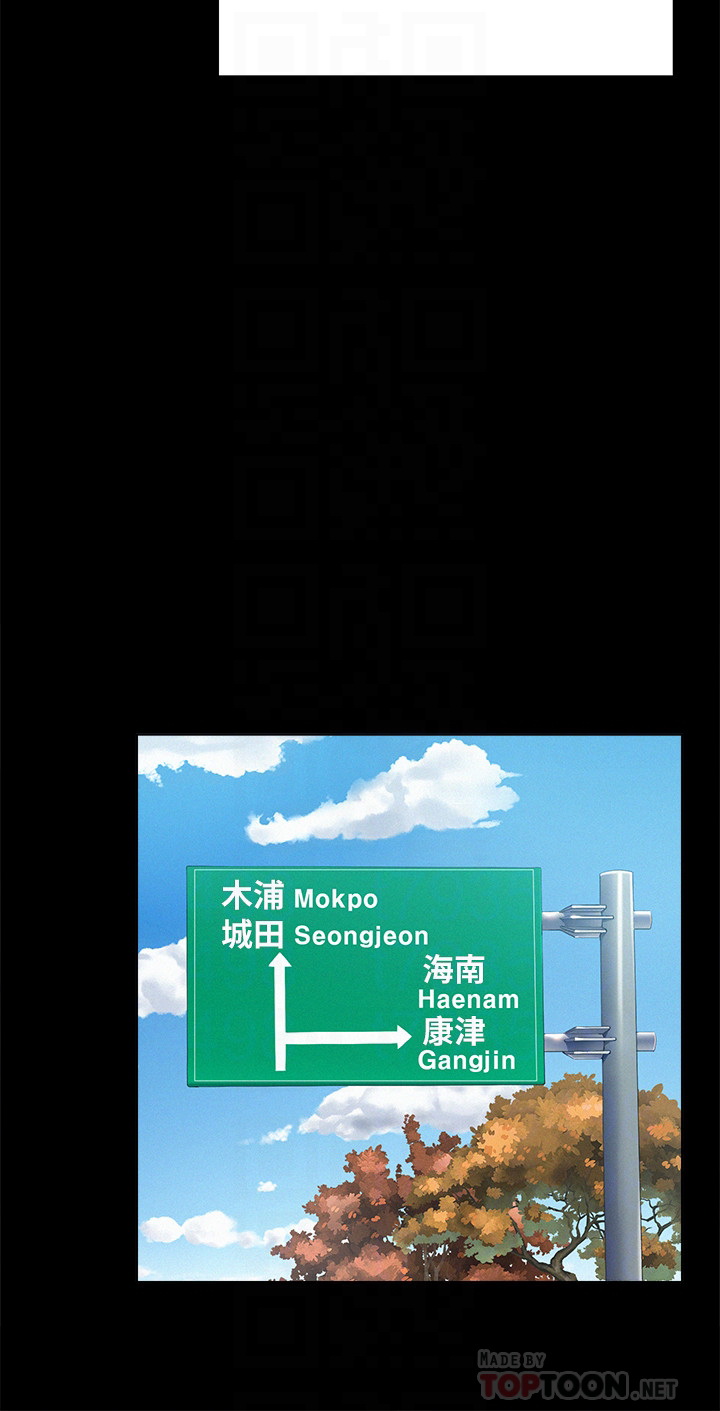 木浦 Mokpo
城田 Seongjeon
海南
Haenam
康津
Gangjin
MADE BY
TOPTOON.NET